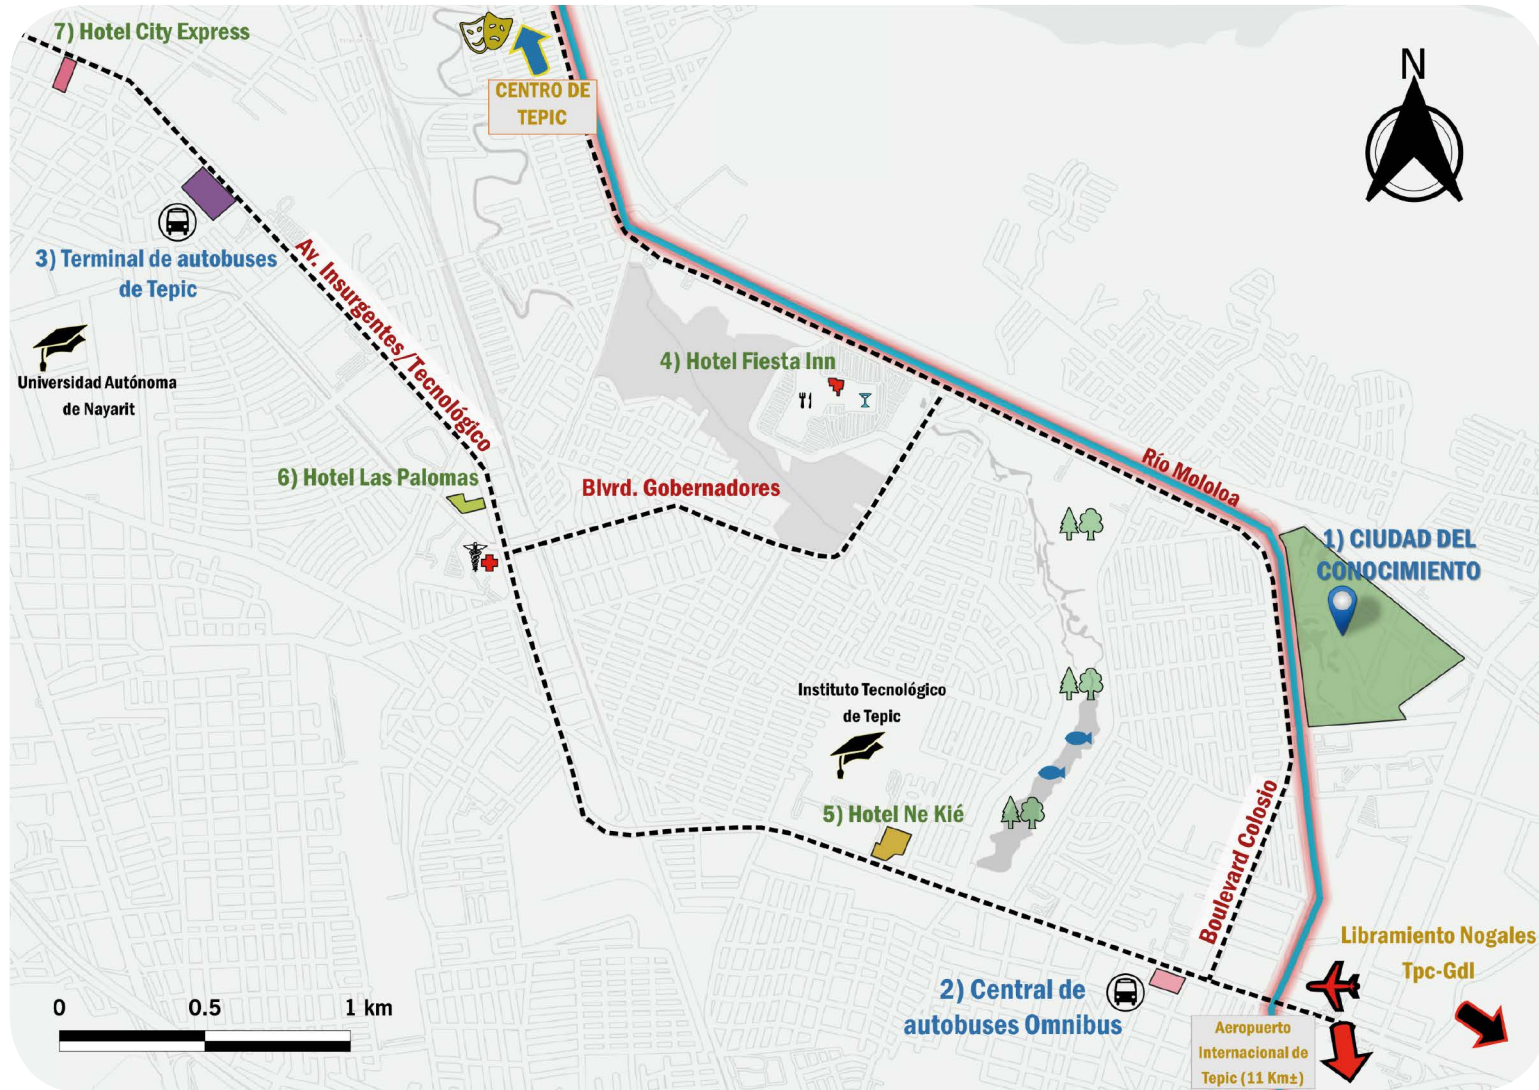 7) Hotel City Express
CENTRO DE
TEPIC
N
3) Terminal de autobuses
de Tepic
Av. Insurgentes/Tecnológico
Universidad Autónoma
de Nayarit
4) Hotel Fiesta Inn
6) Hotel Las Palomas
Blvrd. Gobernadores
Río Mololoa
1) CIUDAD DEL
CONOCIMIENTO
Instituto Tecnológico
de Tepic
5) Hotel Ne Kié
Boulevard Colosio
Libramiento Nogales
Tpc-Gdl
2) Central de
autobuses Omnibus
Aeropuerto
Internacional de
Tepic (11 Km±)
0 0.5 1 km